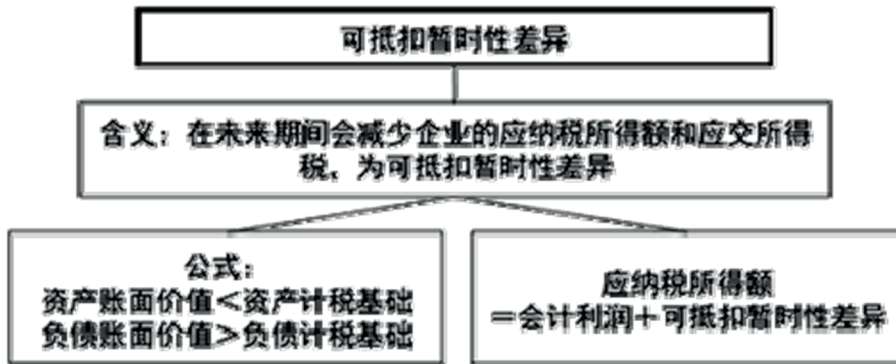 可抵扣暂时性差异
含义：在未来期间会减少企业的应纳税所得额和应交所得
税，为可抵扣暂时性差异
公式：
资产账面价值＜资产计税基础
负债账面价值＞负债计税基础
应纳税所得额
＝会计利润＋可抵扣暂时性差异